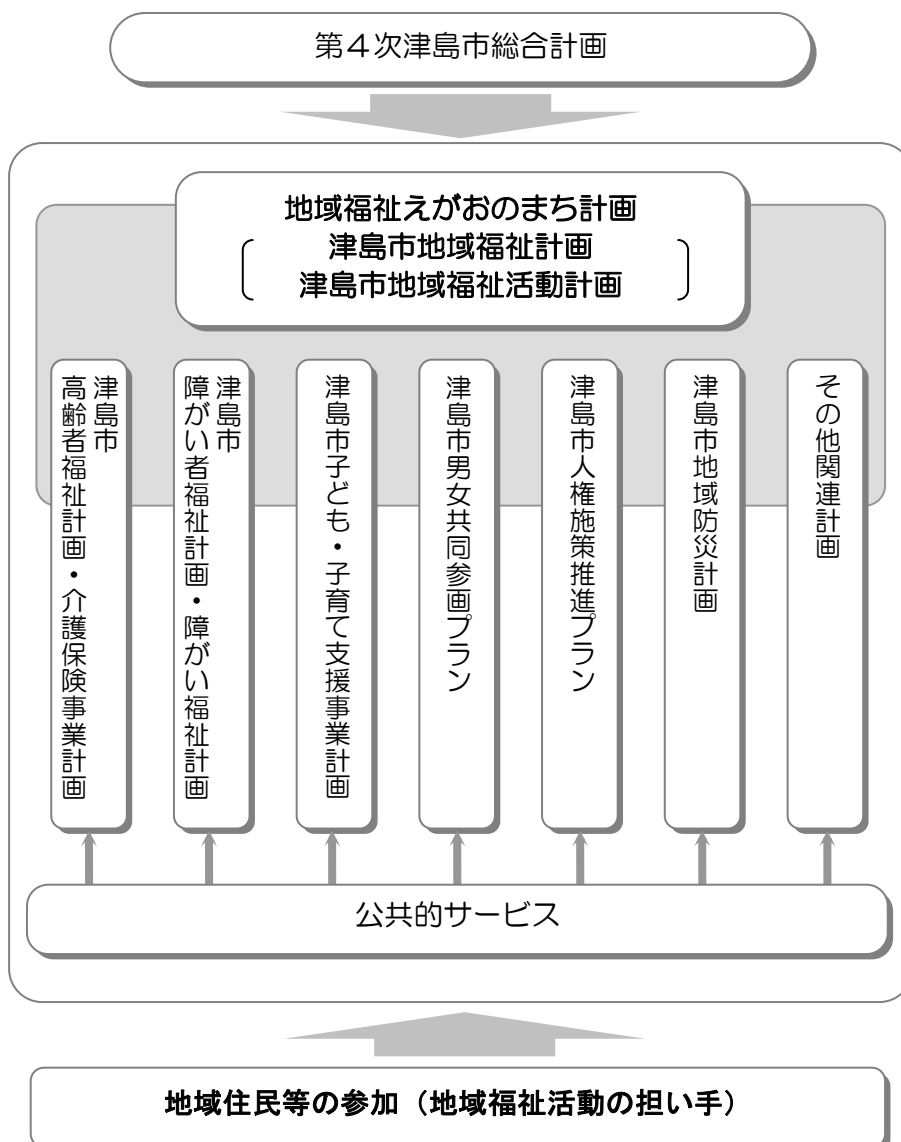 第４次津島市総合計画
地域福祉えがおのまち計画
津島市地域福祉計画
津島市地域福祉活動計画
津島市
高齢者福祉計画・介護保険事業計画
津島市
障がい者福祉計画・障がい福祉計画
津島市子ども・子育て支援事業計画
津島市男女共同参画プラン
津島市人権施策推進プラン
津島市地域防災計画
その他関連計画
公共的サービス
地域住民等の参加（地域福祉活動の担い手）